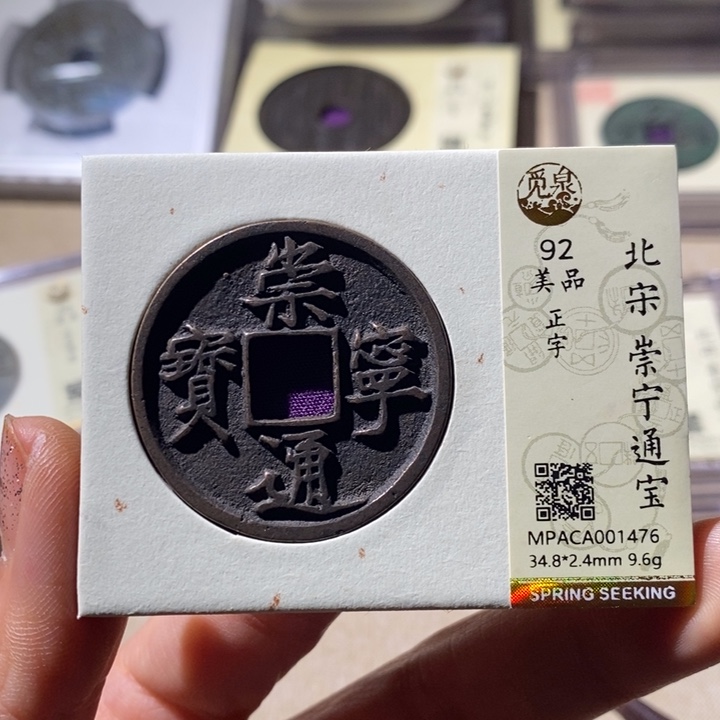 崇寧通寳
觅泉
92
美品
正字
北宋 崇宁通宝
MPACA001476
34.8*2.4mm 9.6g
SPRING SEEKING